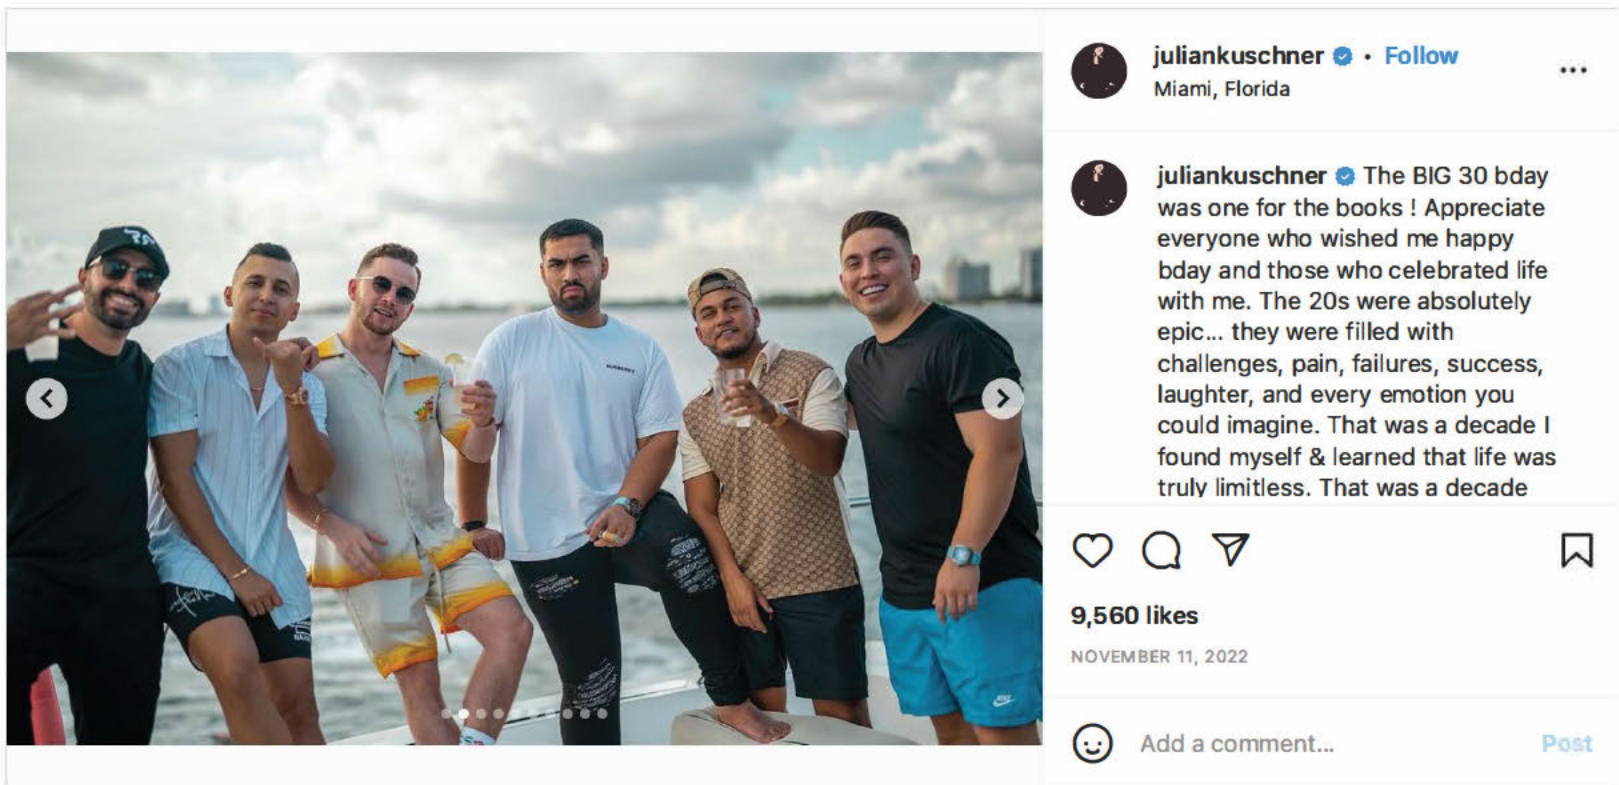 juliankuschner • Follow
Miami, Florida
juliankuschner The BIG 30 bday
was one for the books ! Appreciate
everyone who wished me happy
bday and those who celebrated life
with me. The 20s were absolutely
epic... they were filled with
challenges, pain, failures, success,
laughter, and every emotion you
could imagine. That was a decade I
found myself & learned that life was
truly limitless. That was a decade
9,560 likes
NOVEMBER 11, 2022
Add a comment...
Post
BURBERRY